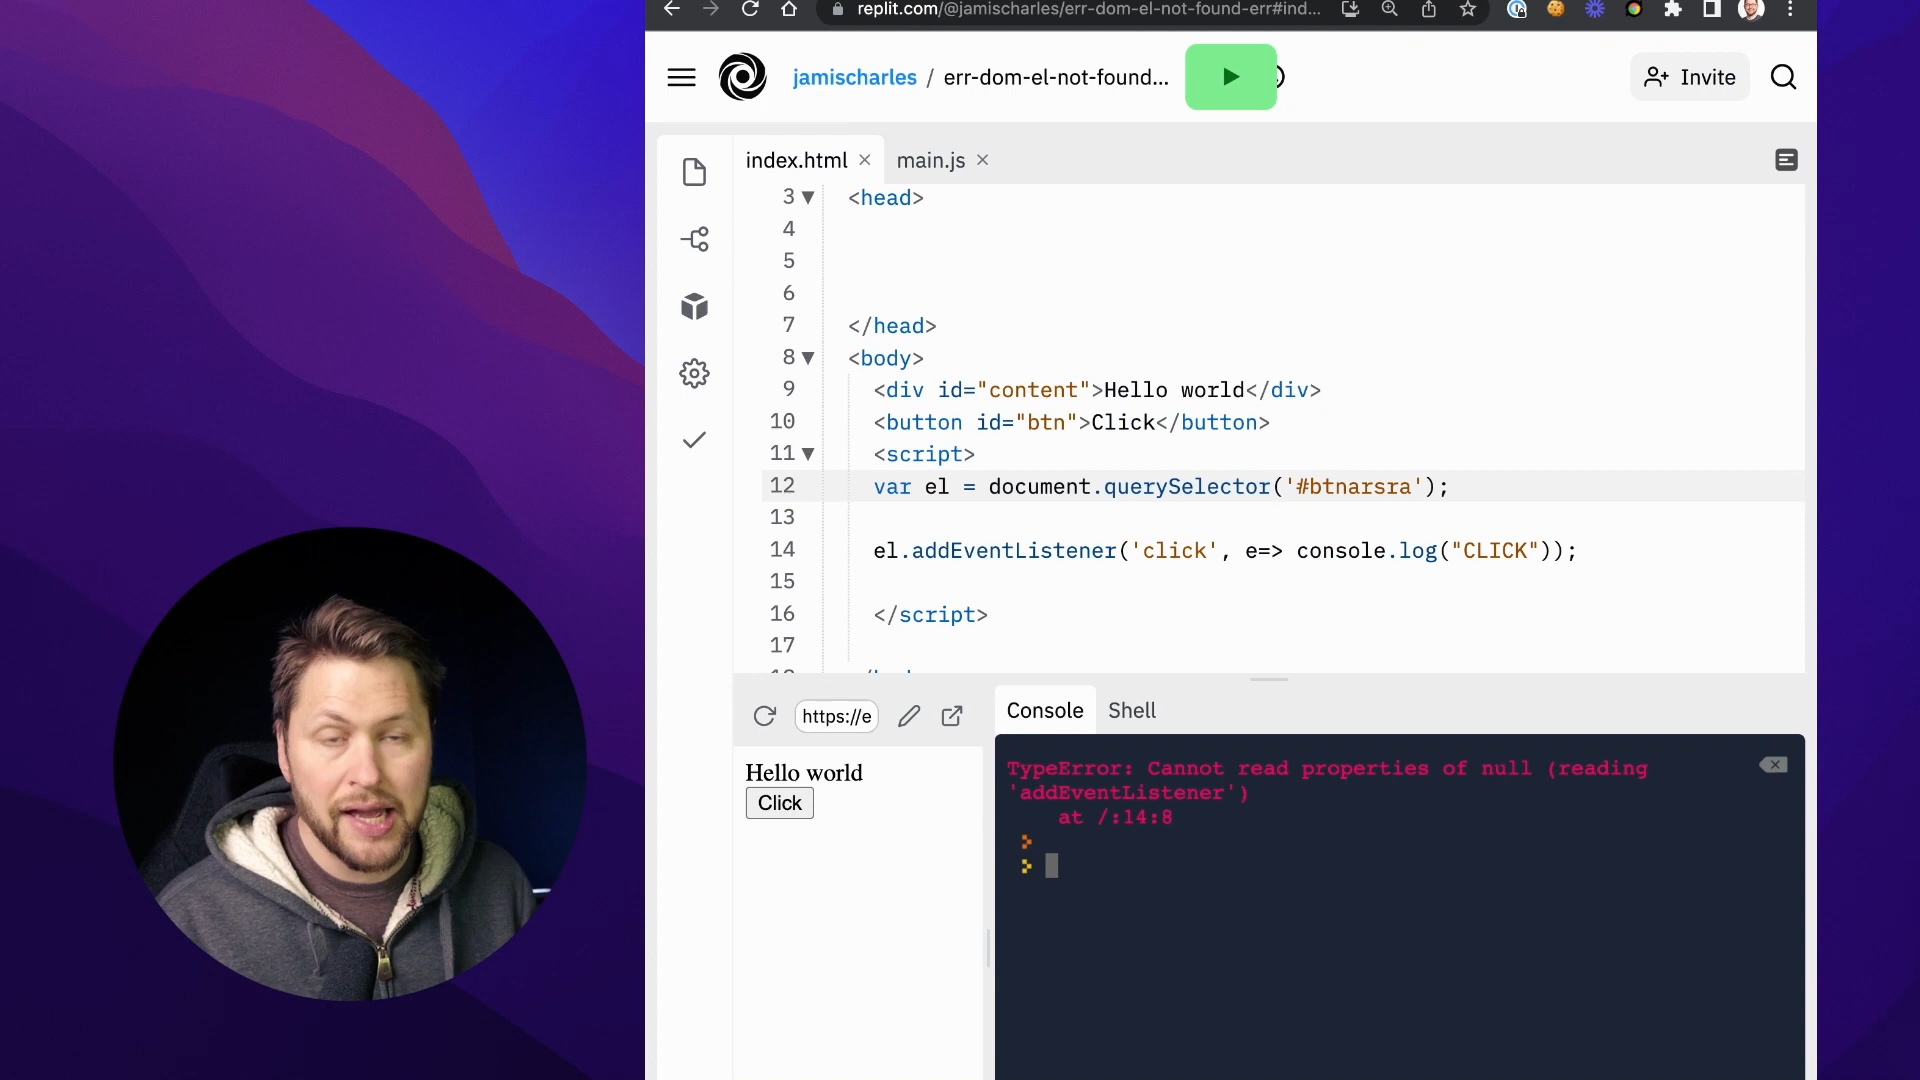 replit.com/@jamischarles/err-dom-el-not-found-err#ind...
jamischarles / err-dom-el-not-found...
Invite
index.html × main.js ×
3 <head>
4
5
6
7 </head>
8 <body>
9 <div id="content">Hello world</div>
10 <button id="btn">Click</button>
11 <script>
12 var el = document.querySelector('#btnarsra');
13
14 el.addEventListener('click', e=> console.log("CLICK"));
15
16 </script>
17
https://e
Console Shell
Hello world
Click
TypeError: Cannot read properties of null (reading
'addEventListener')
at /:14:8